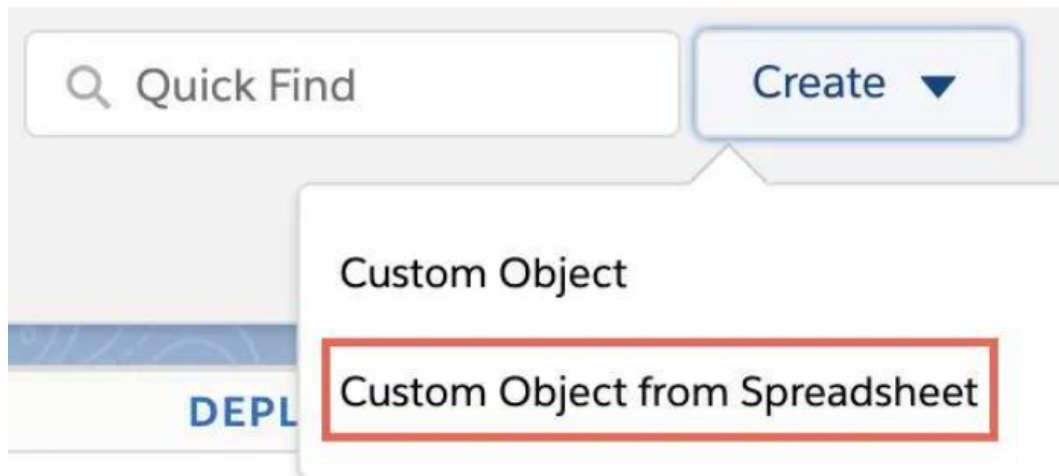 Quick Find
Create
Custom Object
Custom Object from Spreadsheet
DEPL